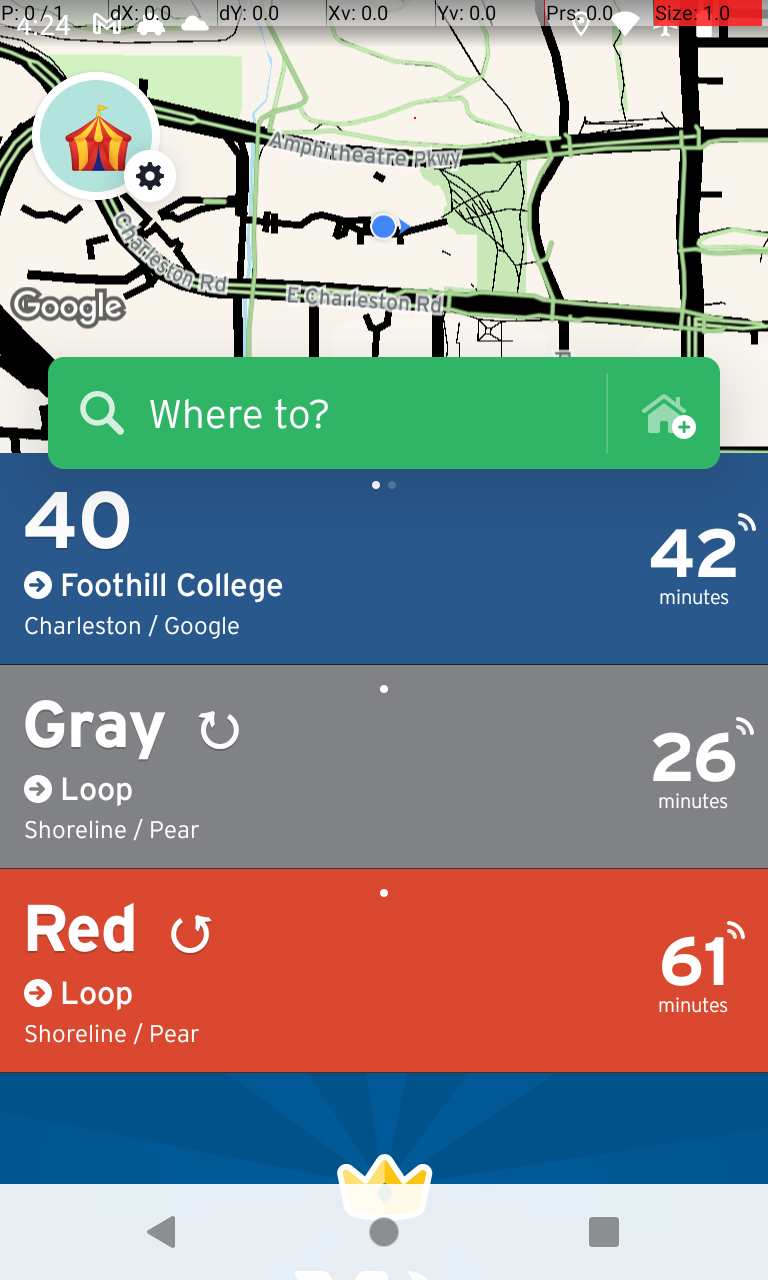 P: 0 / 1 dX: 0.0 dY: 0.0 Xv: 0.0 Yv: 0.0 Prs: 0.0 Size: 1.0
4:24
Amphitheatre Pkwy
Charleston Rd
E Charleston Rd
Google
Where to?
40
Foothill College
Charleston / Google
42
minutes
Gray
Loop
Shoreline / Pear
26
minutes
Red
Loop
Shoreline / Pear
61
minutes